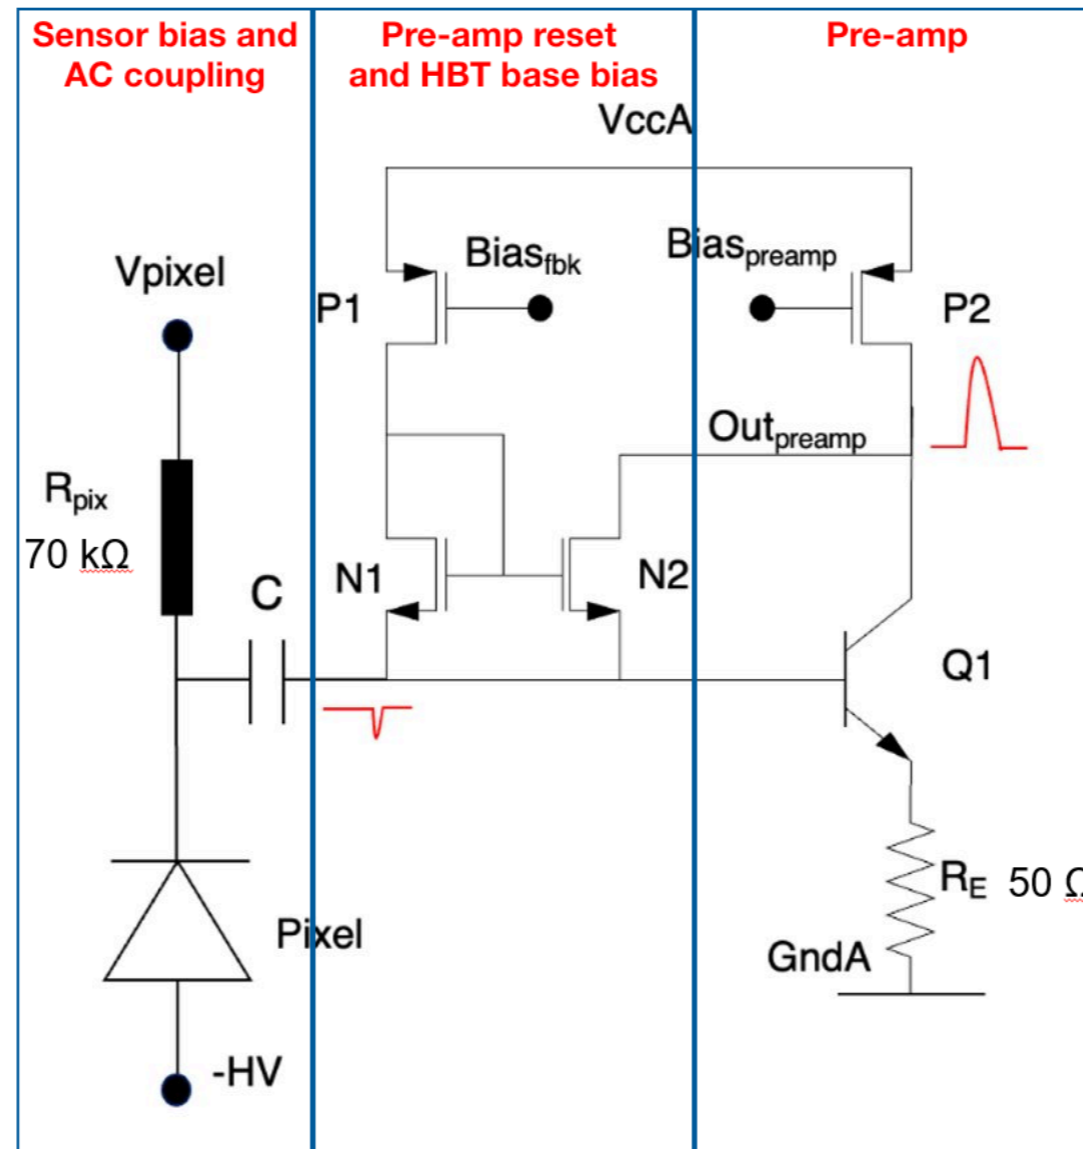 Sensor bias and
AC coupling
Pre-amp reset
and HBT base bias
Pre-amp
VccA
Vpixel
Bias_fbk
Bias_preamp
P1
P2
Out_preamp
R_pix
70 kΩ
C
N1
N2
Q1
Pixel
R_E 50 Ω
GndA
-HV